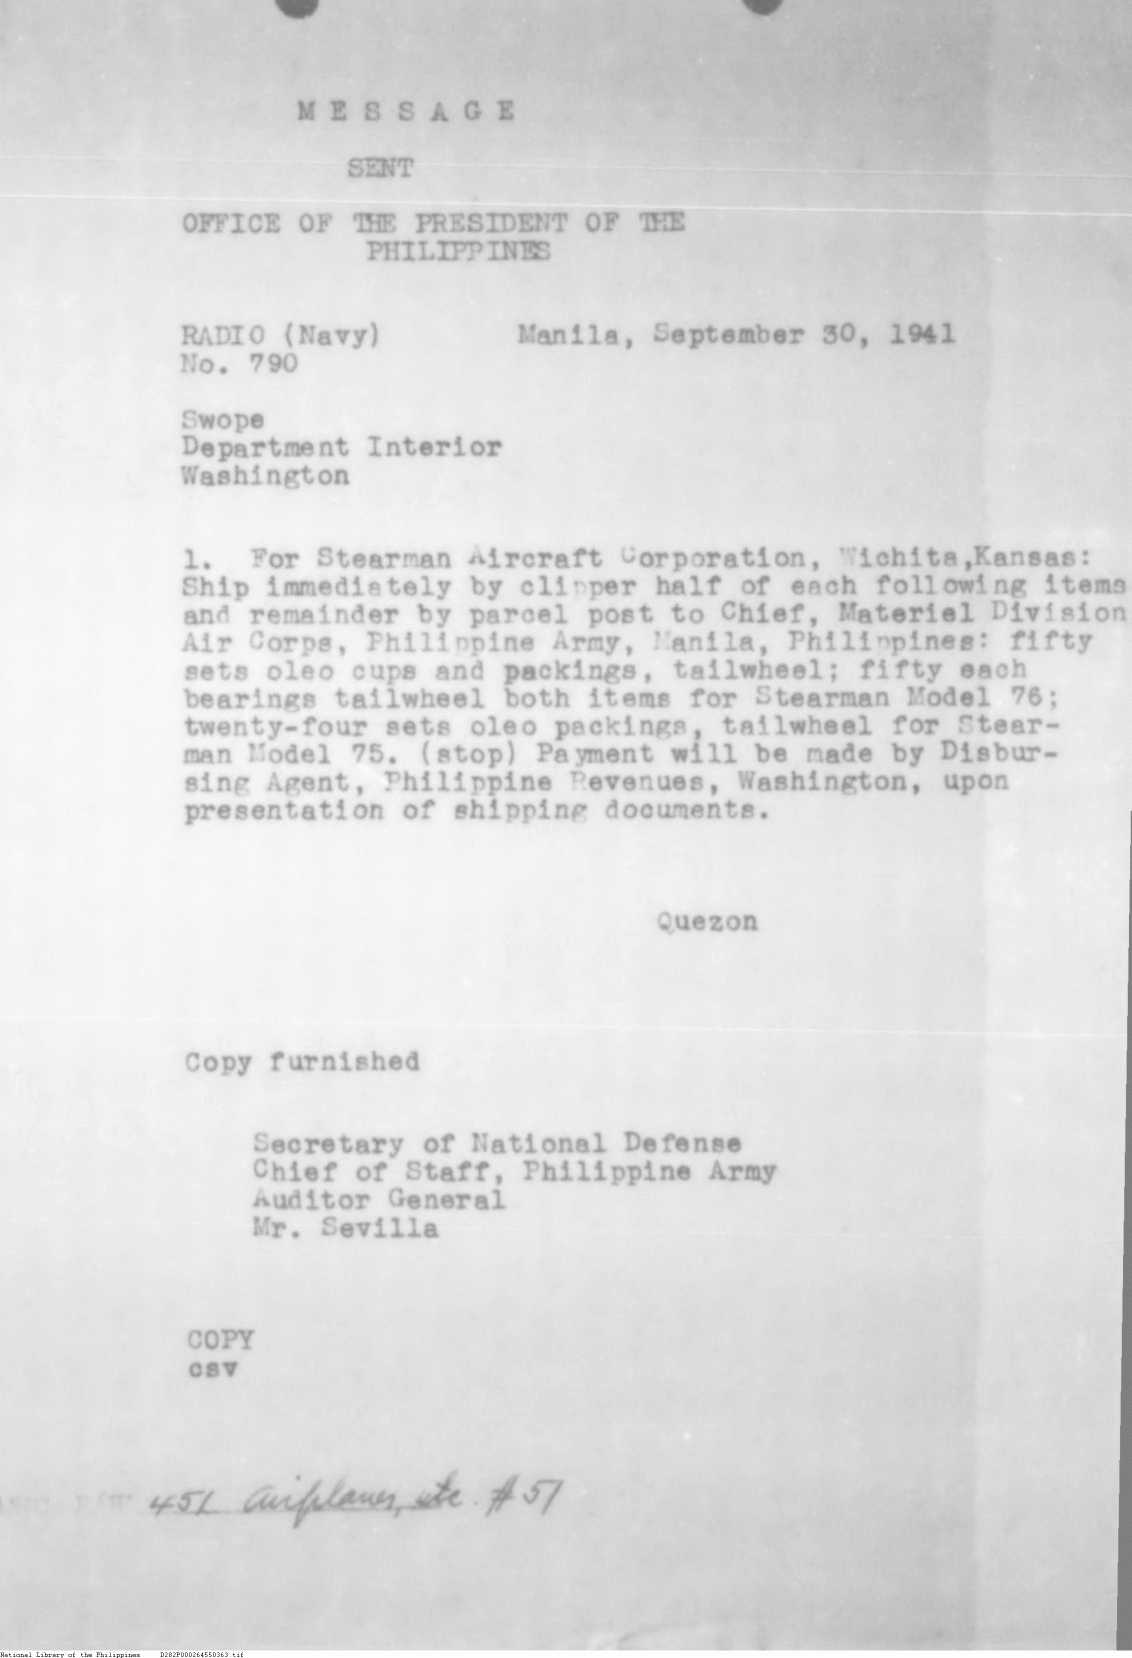 MESSAGE
SENT
OFFICE OF THE PRESIDENT OF THE
PHILIPPINES
RADIO (Navy) Manila, September 30, 1941
No. 790
Swope
Department Interior
Washington
1. For Stearman Aircraft Corporation, Wichita,Kansas:
Ship immediately by clipper half of each following items
and remainder by parcel post to Chief, Materiel Division
Air Corps, Philippine Army, Manila, Philippines: fifty
sets oleo cups and packings, tailwheel; fifty each
bearings tailwheel both items for Stearman Model 76;
twenty-four sets oleo packings, tailwheel for Stear-
man Model 75. (stop) Payment will be made by Disbur-
sing Agent, Philippine Revenues, Washington, upon
presentation of shipping documents.
Quezon
Copy furnished
Secretary of National Defense
Chief of Staff, Philippine Army
Auditor General
Mr. Sevilla
COPY
csv
451 Airplanes, etc. #51
National Library of the Philippines D282P000264550363.tif